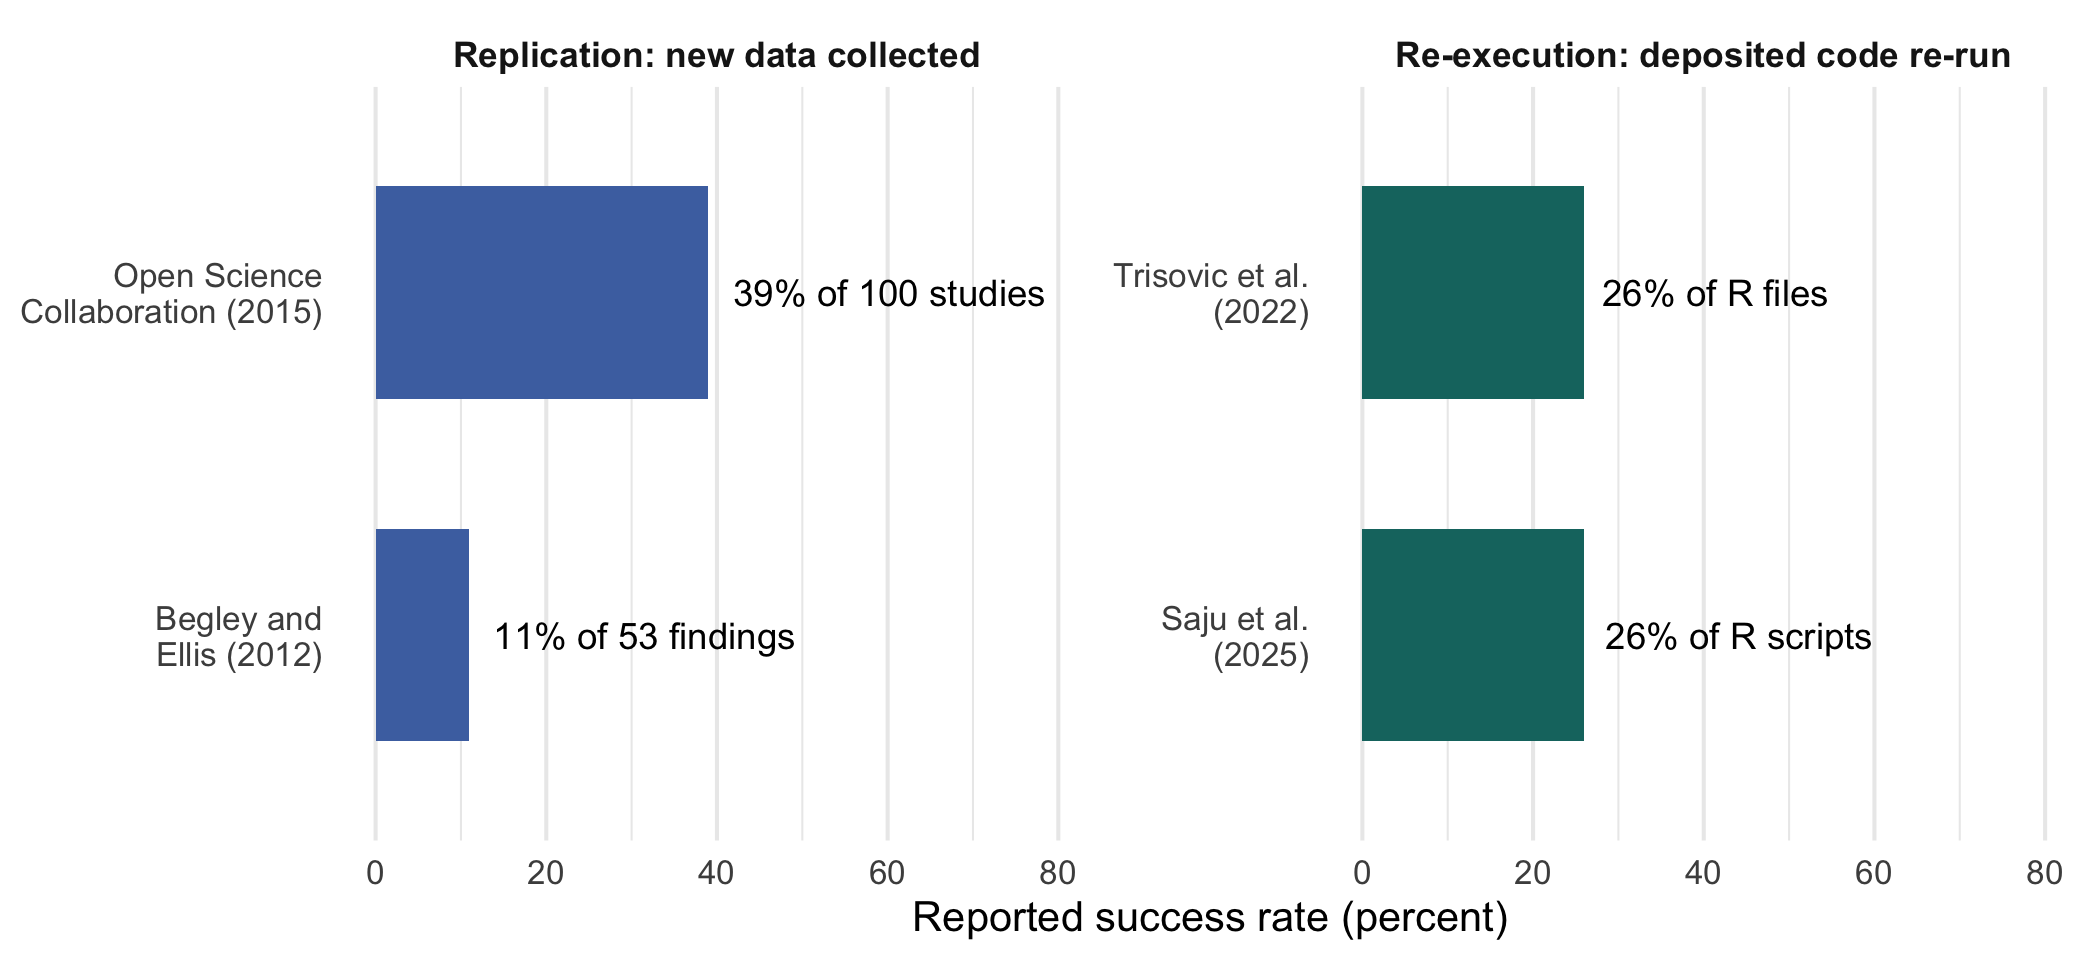 Replication: new data collected
Open Science
Collaboration (2015)
39% of 100 studies
Begley and
Ellis (2012)
11% of 53 findings
0 20 40 60 80
Re-execution: deposited code re-run
Trisovic et al.
(2022)
26% of R files
Saju et al.
(2025)
26% of R scripts
0 20 40 60 80
Reported success rate (percent)